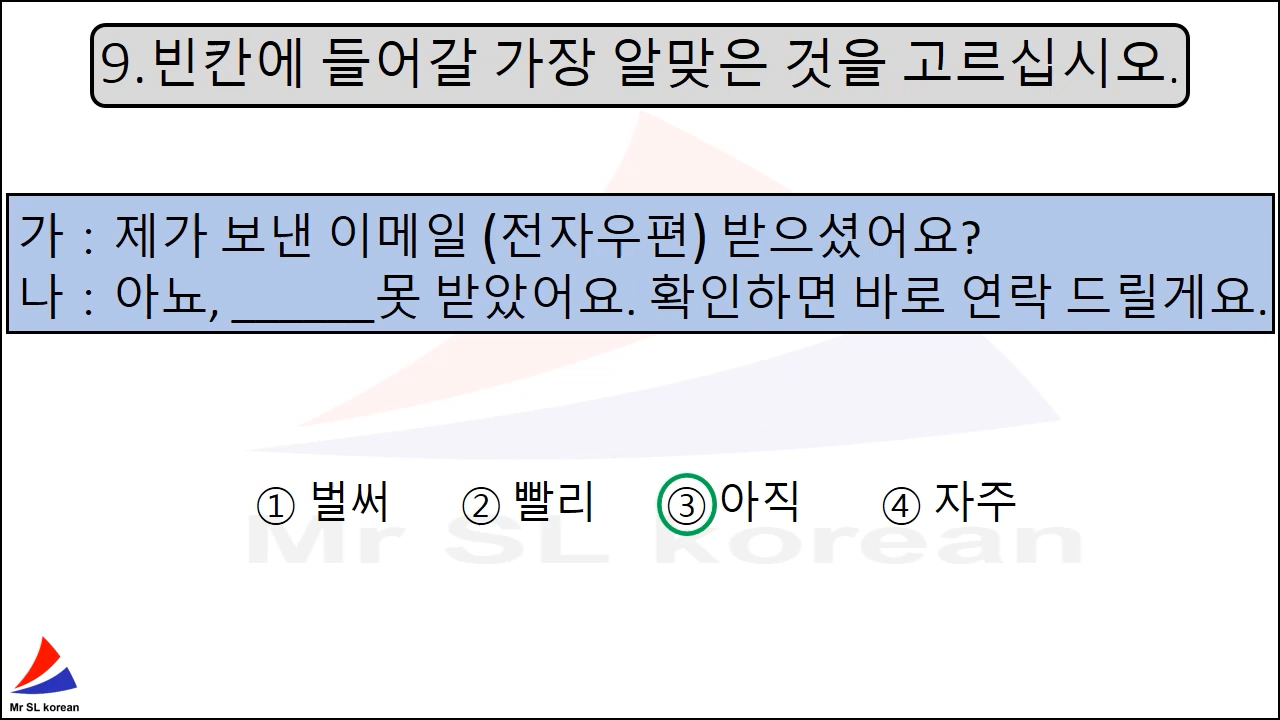 9.빈칸에 들어갈 가장 알맞은 것을 고르십시오.
가 : 제가 보낸 이메일 (전자우편) 받으셨어요?
나 : 아뇨, ______못 받았어요. 확인하면 바로 연락 드릴게요.
① 벌써 ② 빨리 ③ 아직 ④ 자주
Mr SL korean
Mr SL korean